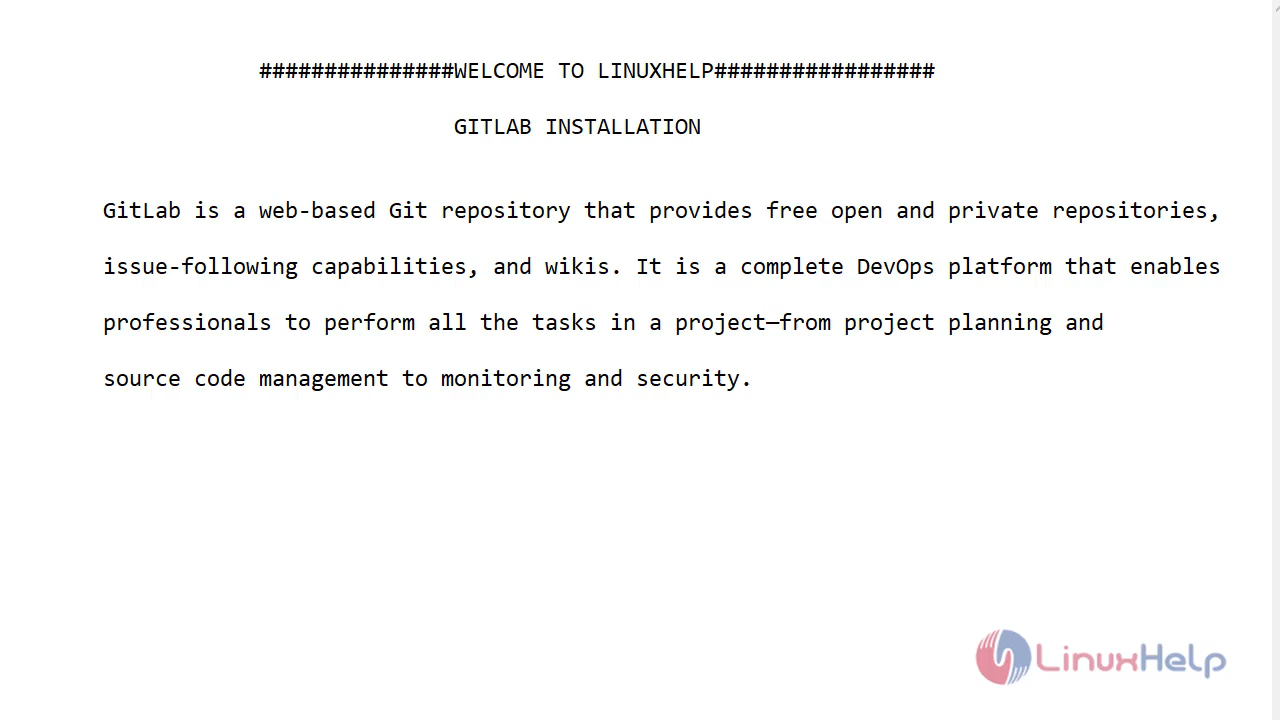 ###############WELCOME TO LINUXHELP#################
GITLAB INSTALLATION
GitLab is a web-based Git repository that provides free open and private repositories,
issue-following capabilities, and wikis. It is a complete DevOps platform that enables
professionals to perform all the tasks in a project—from project planning and
source code management to monitoring and security.
LinuxHelp